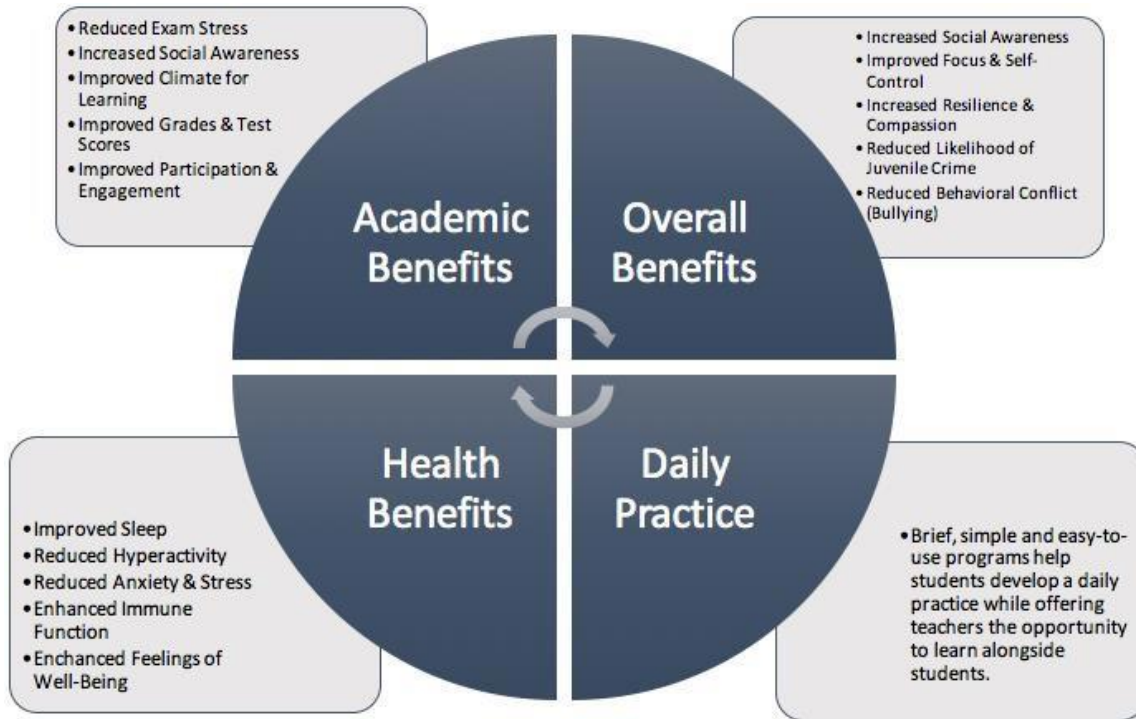 •Reduced Exam Stress
•Increased Social Awareness
•Improved Climate for
Learning
•Improved Grades & Test
Scores
•Improved Participation &
Engagement
Academic
Benefits
Overall
Benefits
•Increased Social Awareness
•Improved Focus & Self-
Control
•Increased Resilience &
Compassion
•Reduced Likelihood of
Juvenile Crime
•Reduced Behavioral Conflict
(Bullying)
Health
Benefits
•Improved Sleep
•Reduced Hyperactivity
•Reduced Anxiety & Stress
•Enhanced Immune
Function
•Enchanced Feelings of
Well-Being
Daily
Practice
•Brief, simple and easy-to-
use programs help
students develop a daily
practice while offering
teachers the opportunity
to learn alongside
students.